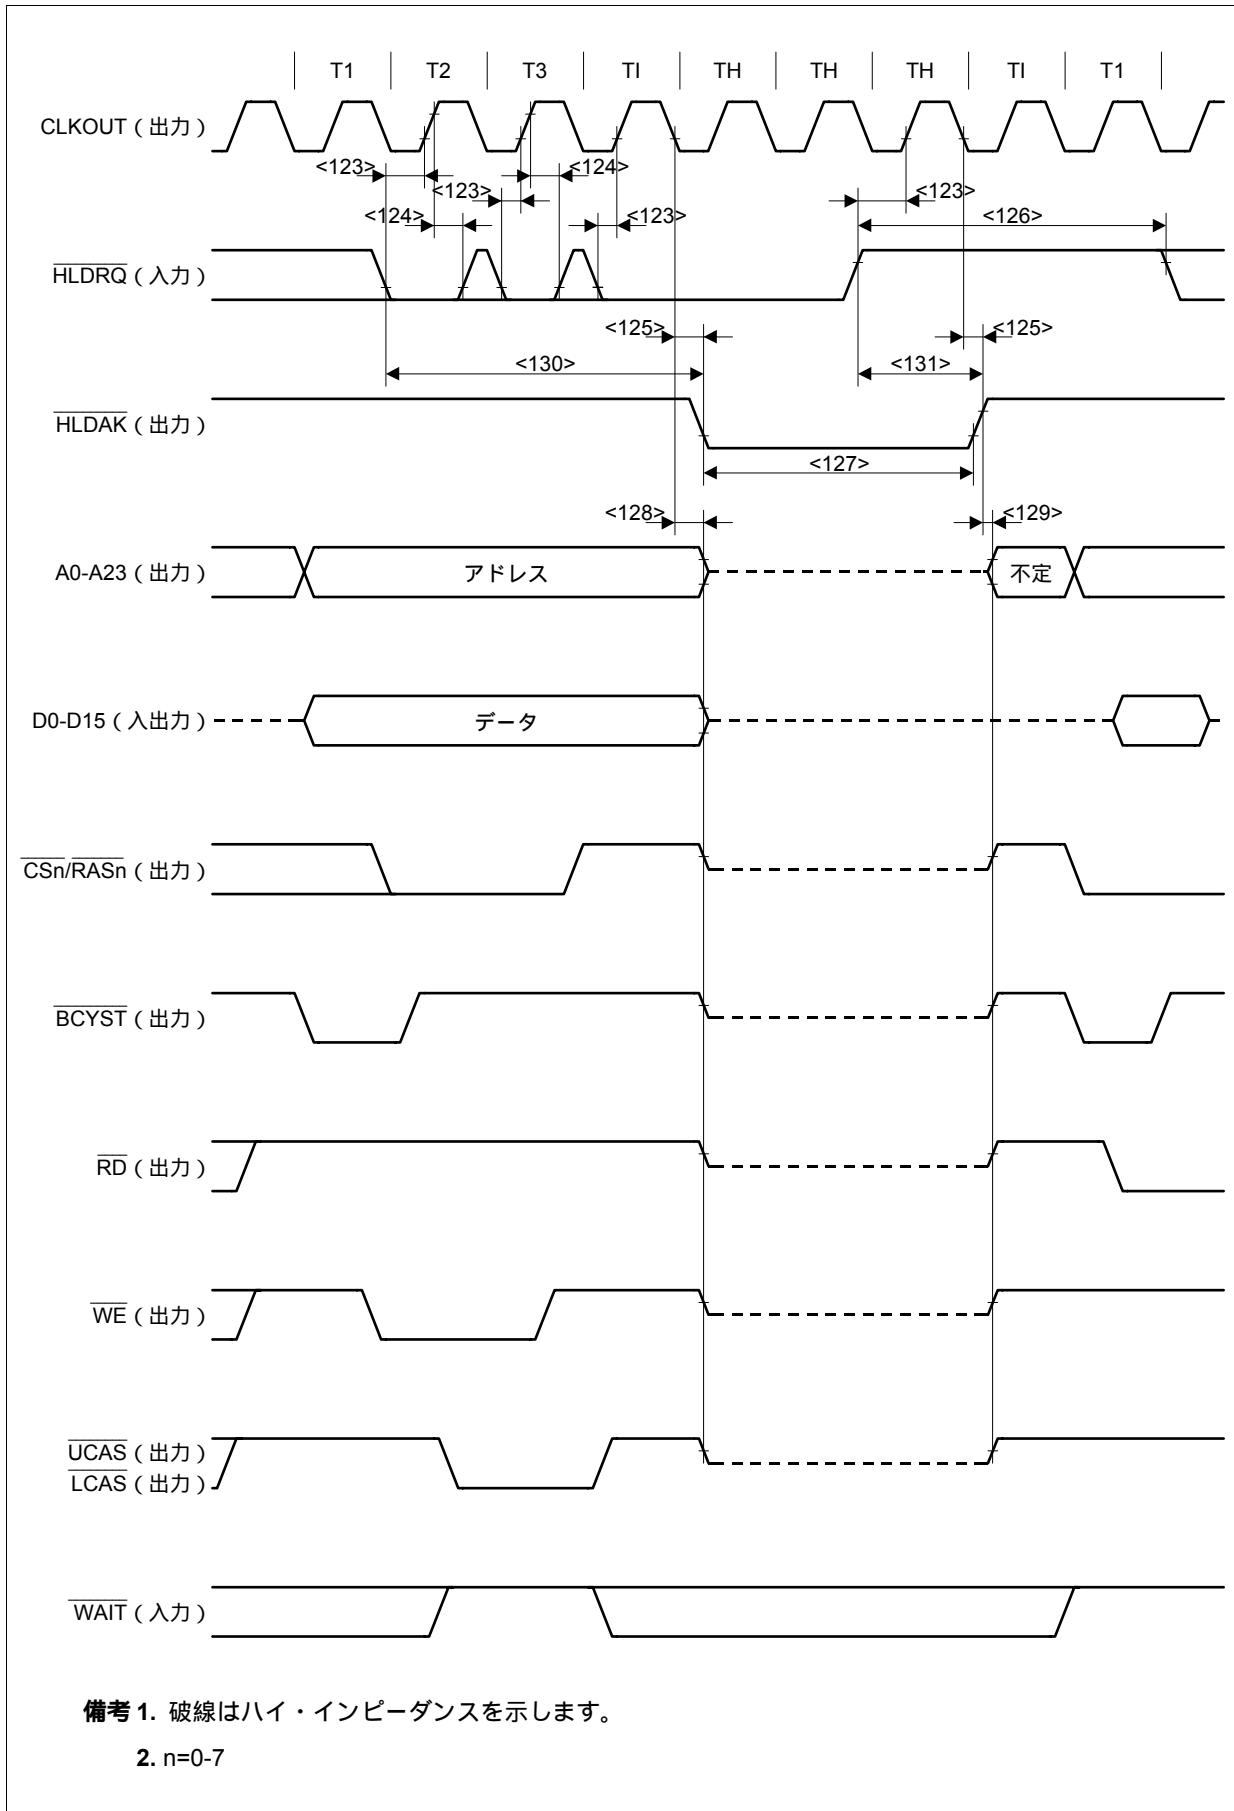 T1 T2 T3 TI TH TH TH TI T1
CLKOUT（出力）
<123> <124>
<123> <123>
<124> <123> <126>
HLDRQ（入力）
<125> <125>
<130> <131>
HLDAK（出力）
<127>
<128> <129>
A0-A23（出力） アドレス 不定
D0-D15（入出力） データ
CSn/RASn（出力）
BCYST（出力）
RD（出力）
WE（出力）
UCAS（出力）
LCAS（出力）
WAIT（入力）
備考 1. 破線はハイ・インピーダンスを示します。
2. n=0-7